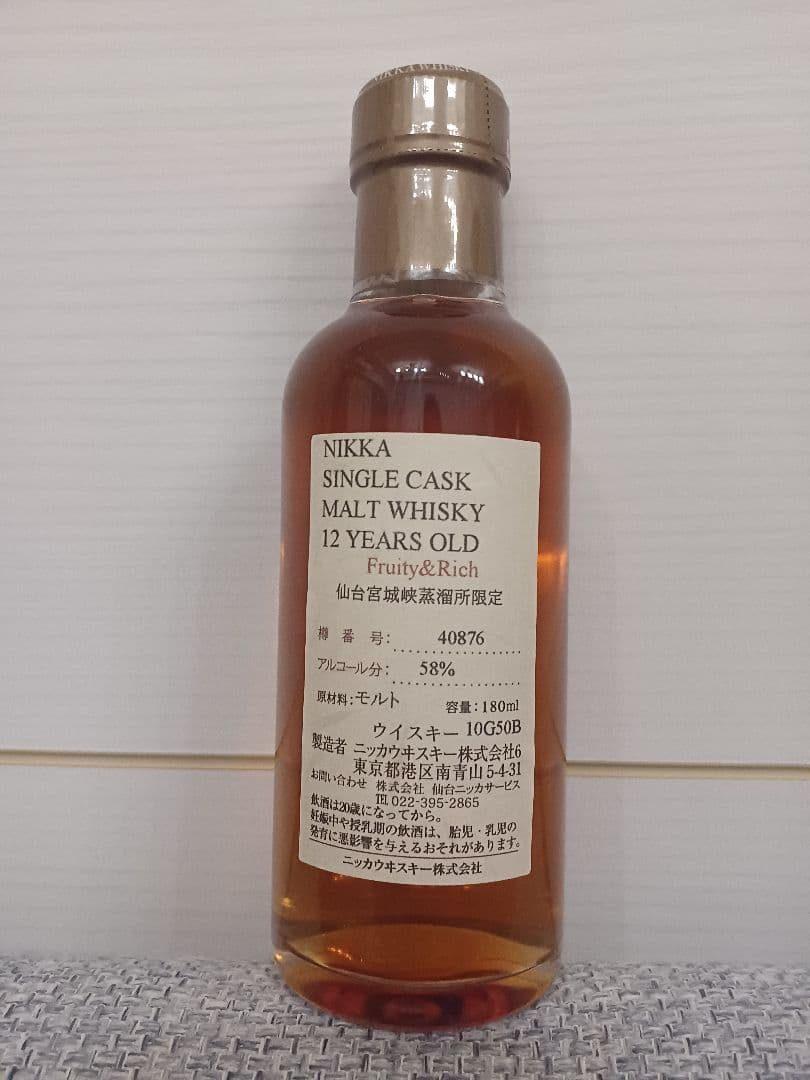 NIKKA WHISKY
NIKKA
SINGLE CASK
MALT WHISKY
12 YEARS OLD
Fruity&Rich
仙台宮城峡蒸溜所限定
樽番号: 40876
アルコール分: 58%
原材料:モルト 容量:180ml
ウイスキー 10G50B
製造者 ニッカウヰスキー株式会社6
東京都港区南青山5-4-31
お問い合わせ 株式会社 仙台ニッカサービス
TEL 022-395-2865
飲酒は20歳になってから。
妊娠中や授乳期の飲酒は、胎児・乳児の
発育に悪影響を与えるおそれがあります。
ニッカウヰスキー株式会社